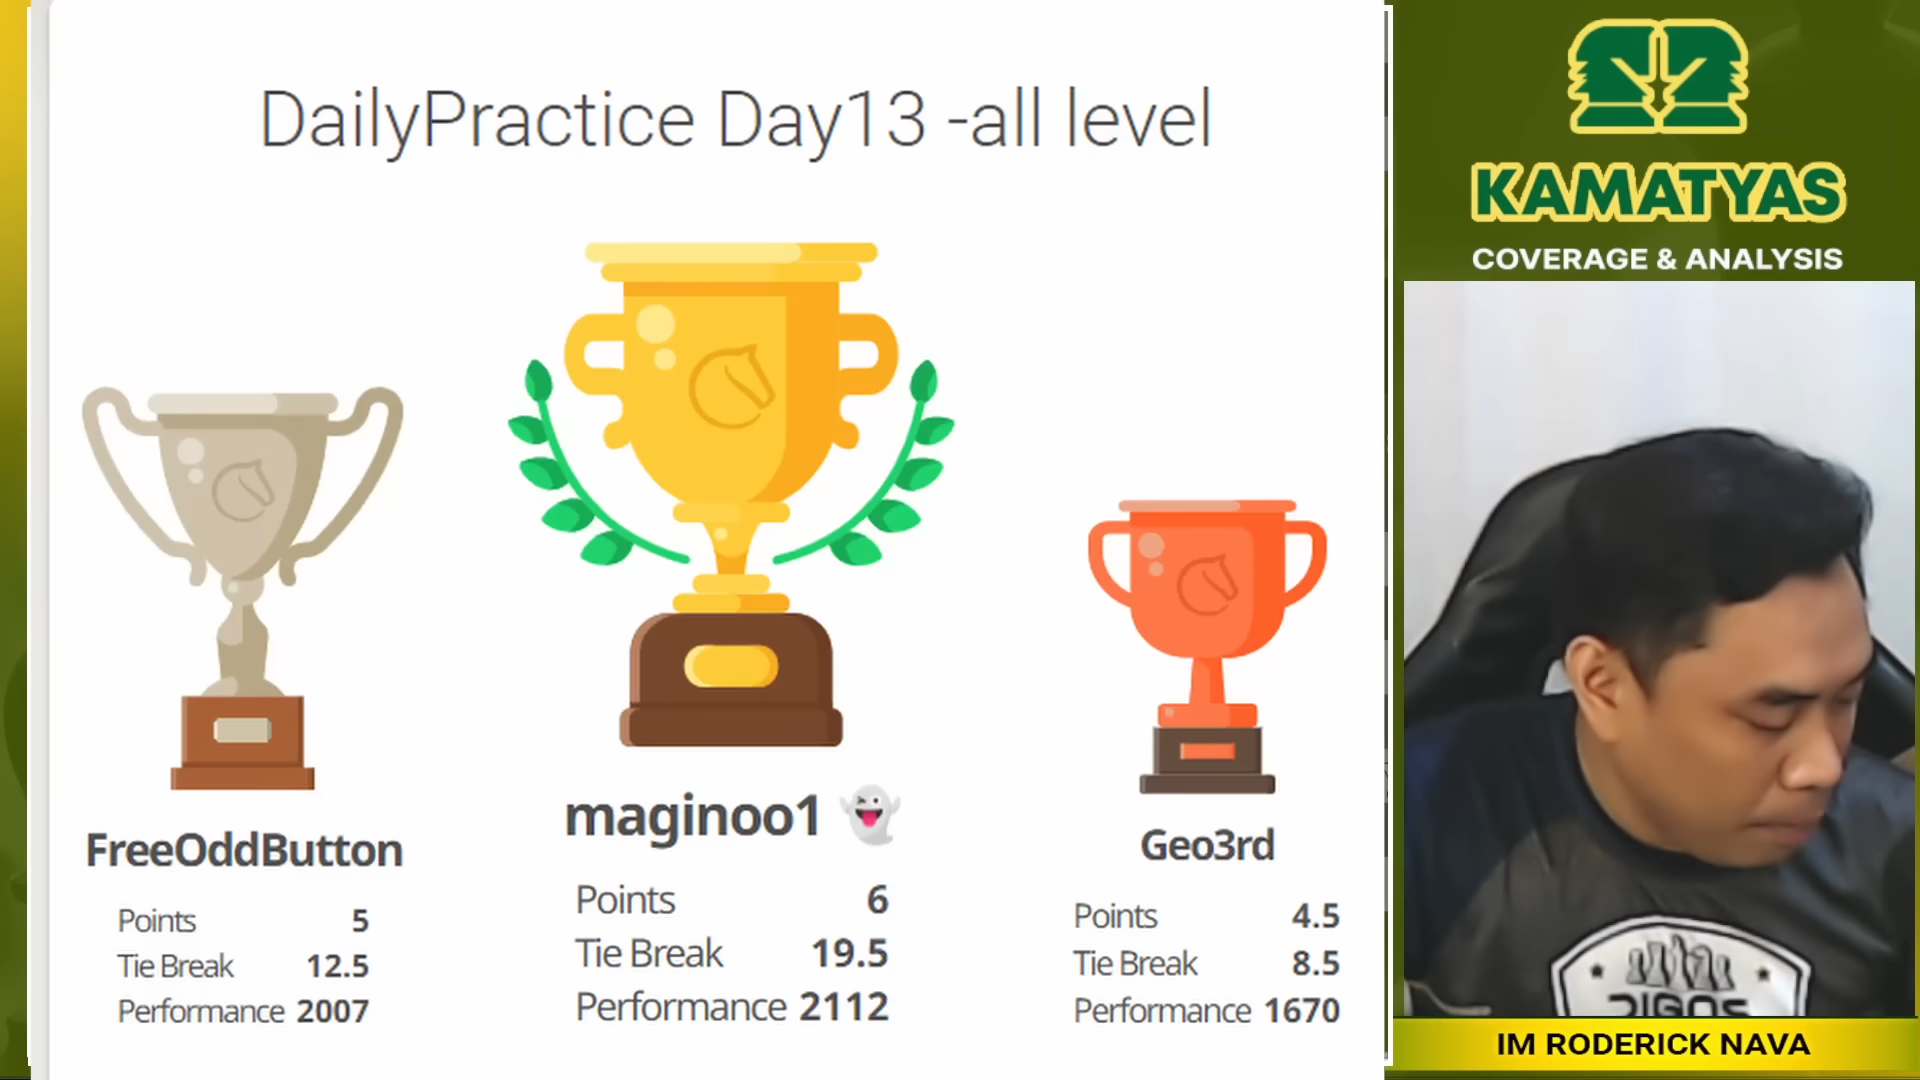 DailyPractice Day13 -all level
FreeOddButton
Points 5
Tie Break 12.5
Performance 2007
maginoo1
Points 6
Tie Break 19.5
Performance 2112
Geo3rd
Points 4.5
Tie Break 8.5
Performance 1670
KAMATYAS
COVERAGE & ANALYSIS
IM RODERICK NAVA